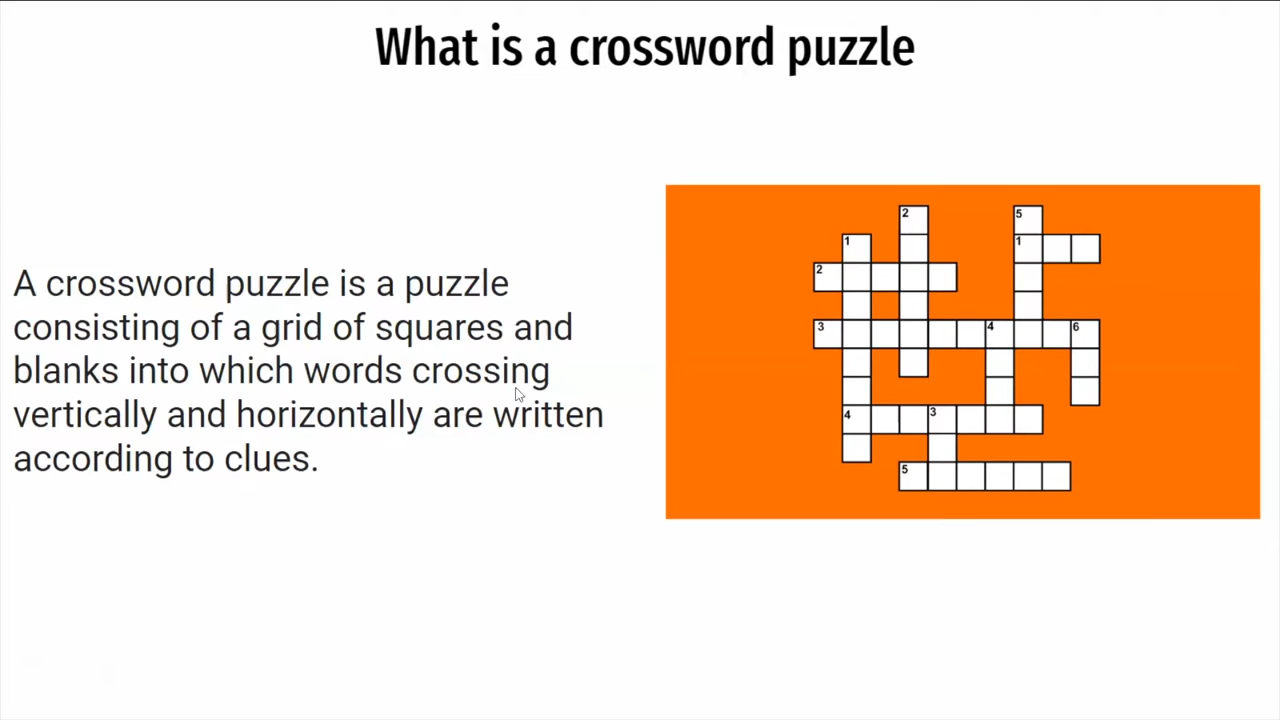 What is a crossword puzzle
A crossword puzzle is a puzzle
consisting of a grid of squares and
blanks into which words crossing
vertically and horizontally are written
according to clues.
2 5
1 1
2
3 4 6
4 3
5